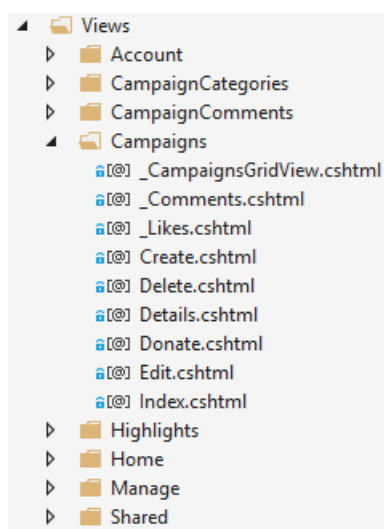 Views
Account
CampaignCategories
CampaignComments
Campaigns
[@] _CampaignsGridView.cshtml
[@] _Comments.cshtml
[@] _Likes.cshtml
[@] Create.cshtml
[@] Delete.cshtml
[@] Details.cshtml
[@] Donate.cshtml
[@] Edit.cshtml
[@] Index.cshtml
Highlights
Home
Manage
Shared